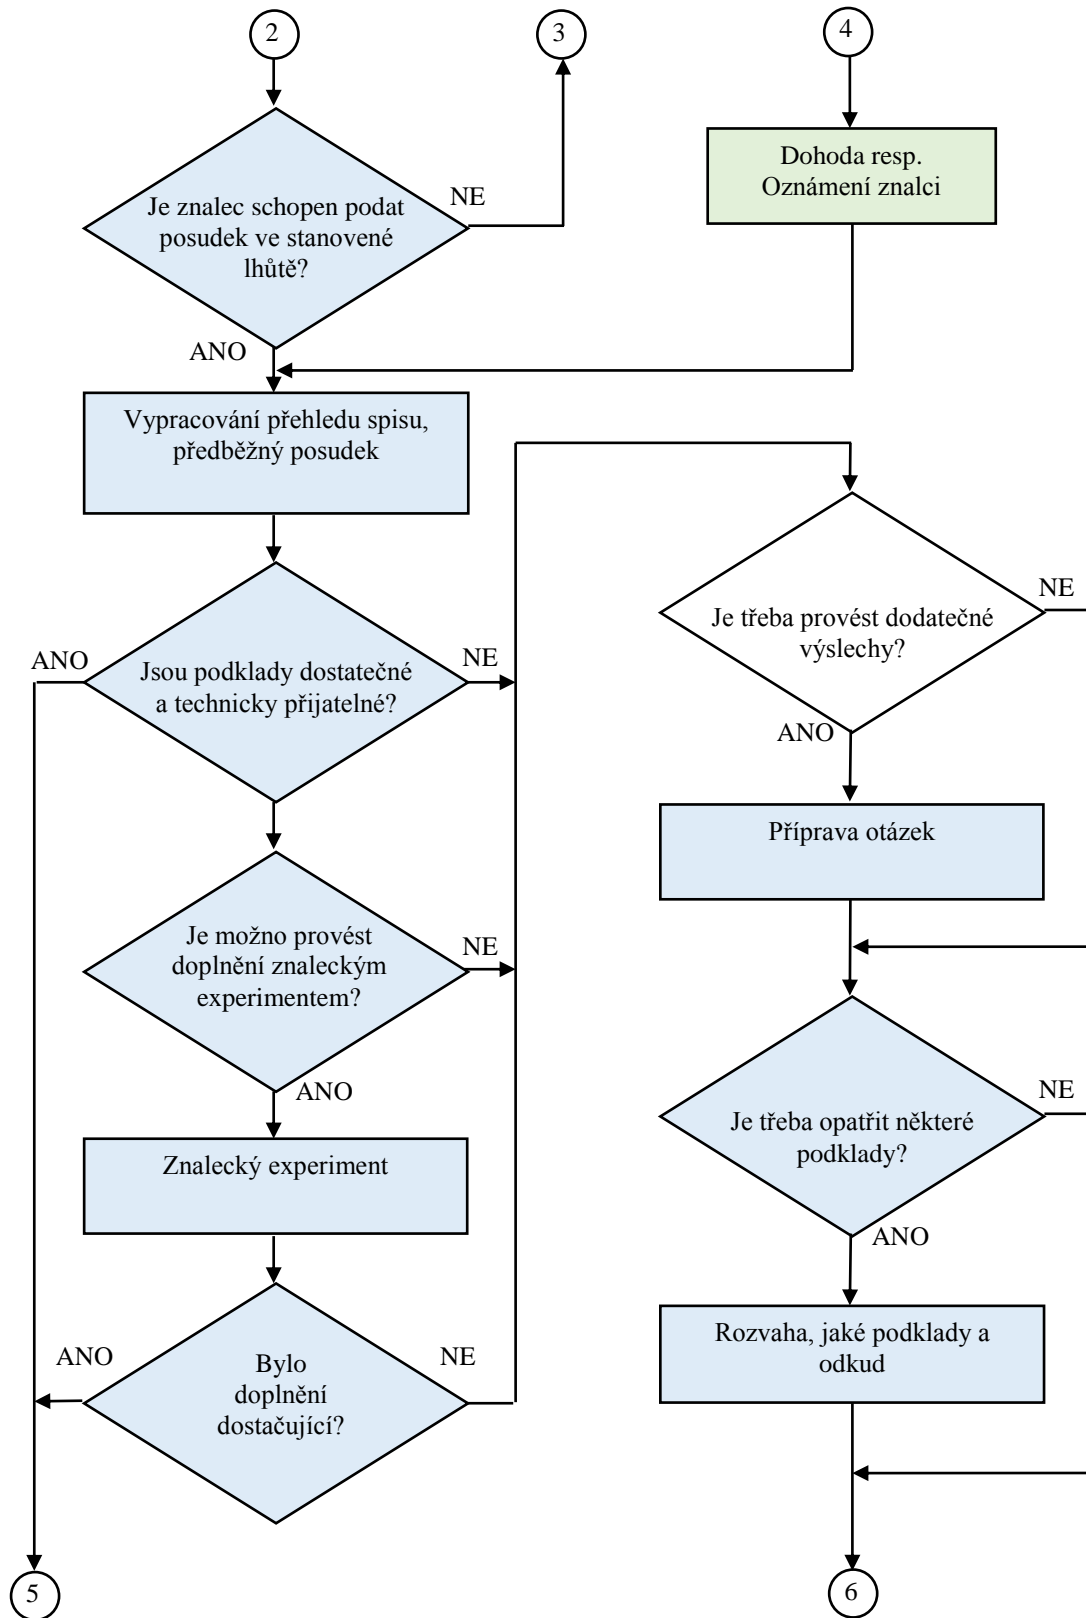 2
3
4
Je znalec schopen podat
posudek ve stanovené
lhůtě?
NE
Dohoda resp.
Oznámení znalci
ANO
Vypracování přehledu spisu,
předběžný posudek
ANO
Jsou podklady dostatečné
a technicky přijatelné?
NE
Je třeba provést dodatečné
výslechy?
NE
ANO
Příprava otázek
Je možno provést
doplnění znaleckým
experimentem?
NE
ANO
Je třeba opatřit některé
podklady?
NE
ANO
Znalecký experiment
Rozvaha, jaké podklady a
odkud
ANO
Bylo
doplnění
dostačující?
NE
5
6